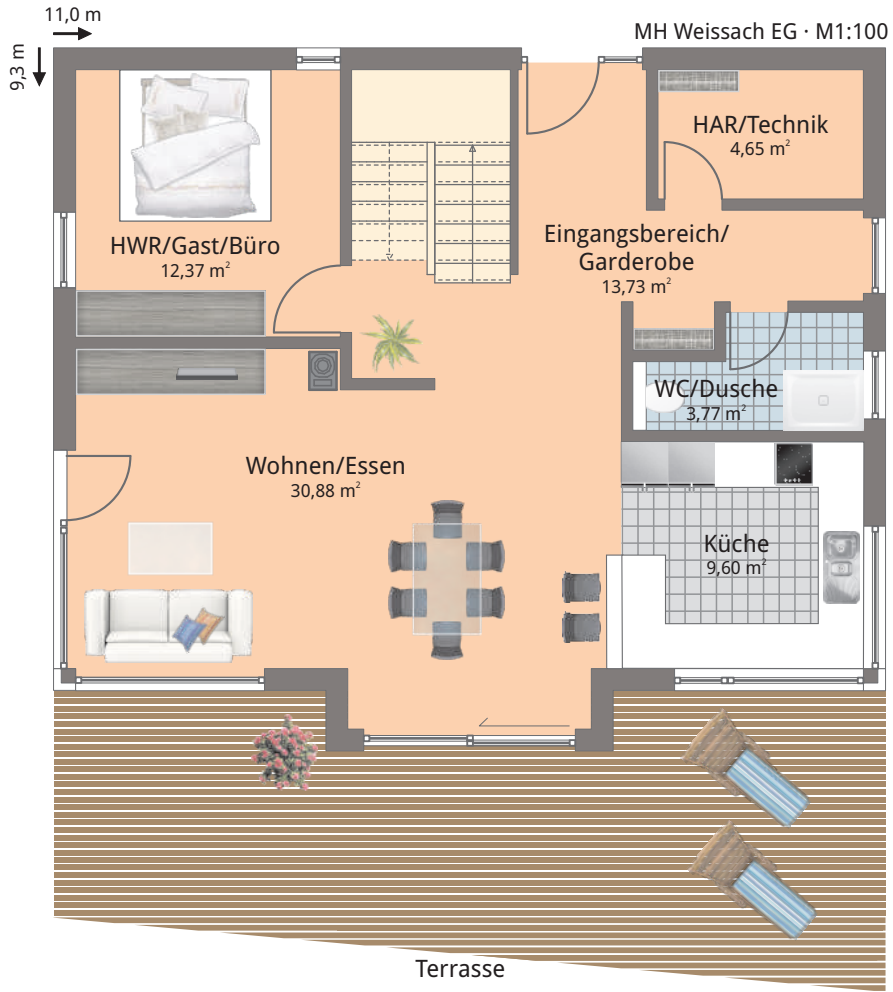 11,0 m
MH Weissach EG · M1:100
9,3 m
HAR/Technik
4,65 m²
HWR/Gast/Büro
12,37 m²
Eingangsbereich/
Garderobe
13,73 m²
WC/Dusche
3,77 m²
Wohnen/Essen
30,88 m²
Küche
9,60 m²
Terrasse